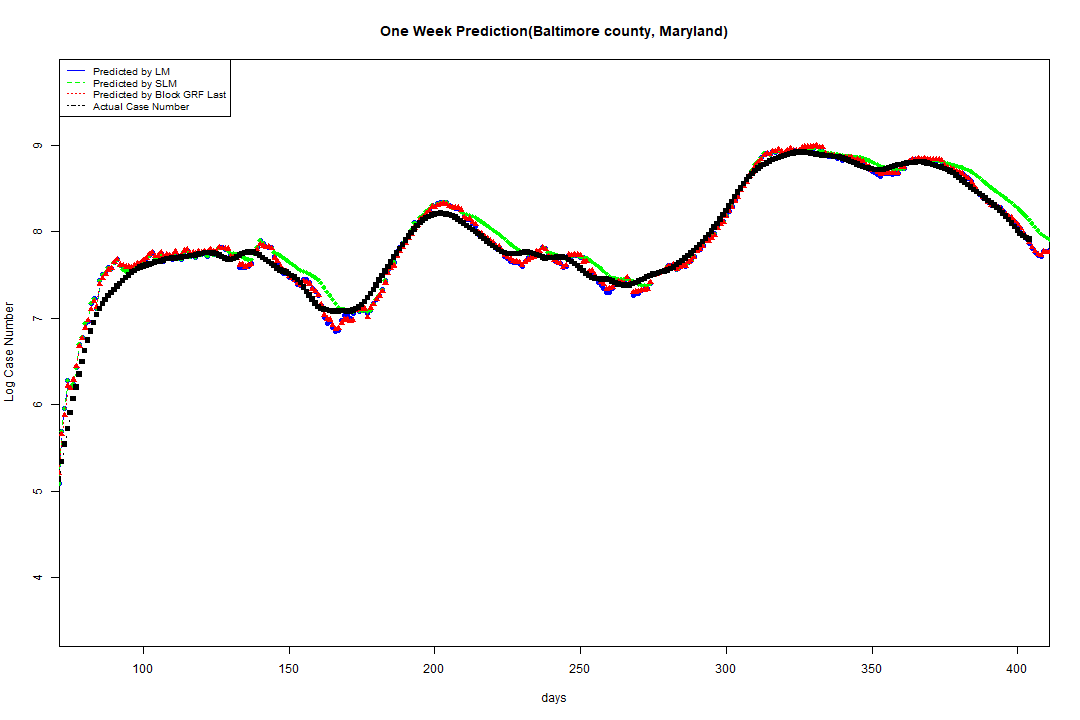 One Week Prediction(Baltimore county, Maryland)
Predicted by LM
Predicted by SLM
Predicted by Block GRF Last
Actual Case Number
9
8
7
6
5
4
Log Case Number
100 150 200 250 300 350 400
days